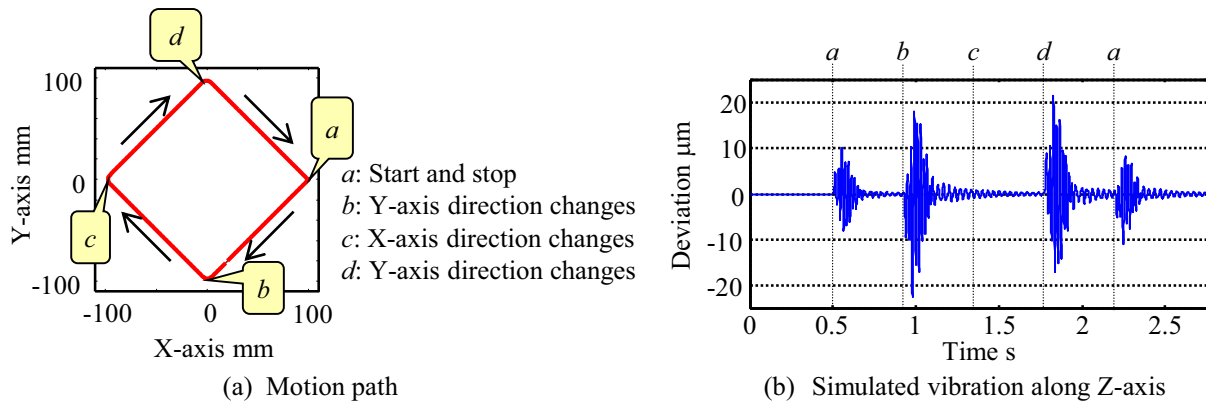 d
100
a
Y-axis mm
0
c
-100
b
-100
0
100
X-axis mm
a: Start and stop
b: Y-axis direction changes
c: X-axis direction changes
d: Y-axis direction changes
(a) Motion path
a b c d a
20
10
0
-10
-20
Deviation μm
0 0.5 1 1.5 2 2.5
Time s
(b) Simulated vibration along Z-axis